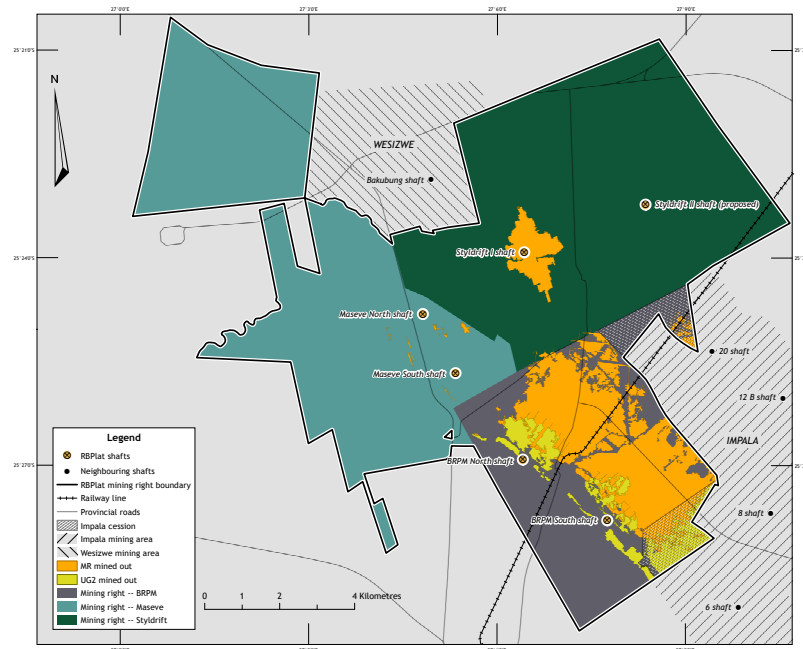 27°0'0"E 27°3'0"E 27°6'0"E 27°9'0"E
25°21'0"S
N
WESIZWE
Bakubung shaft
Styldrift II shaft (proposed)
Styldrift I shaft
25°24'0"S
Maseve North shaft
20 shaft
Maseve South shaft
12 B shaft
IMPALA
BRPM North shaft
25°27'0"S
8 shaft
BRPM South shaft
6 shaft
Legend
RBPlat shafts
Neighbouring shafts
RBPlat mining right boundary
Railway line
Provincial roads
Impala cession
Impala mining area
Wesizwe mining area
MR mined out
UG2 mined out
Mining right -- BRPM
Mining right -- Maseve
Mining right -- Styldrift
0 1 2 4 Kilometres